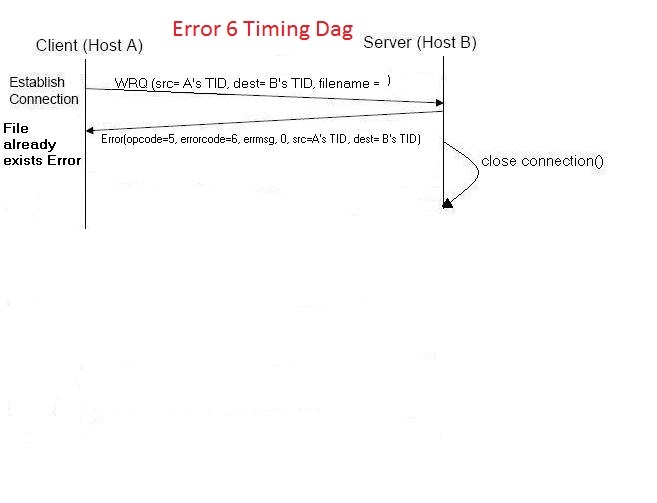 Error 6 Timing Dag
Client (Host A)
Server (Host B)
Establish
Connection
WRQ (src= A's TID, dest= B's TID, filename = )
File
already
exists Error
Error(opcode=5, errorcode=6, errmsg, 0, src=A's TID, dest= B's TID)
close connection()